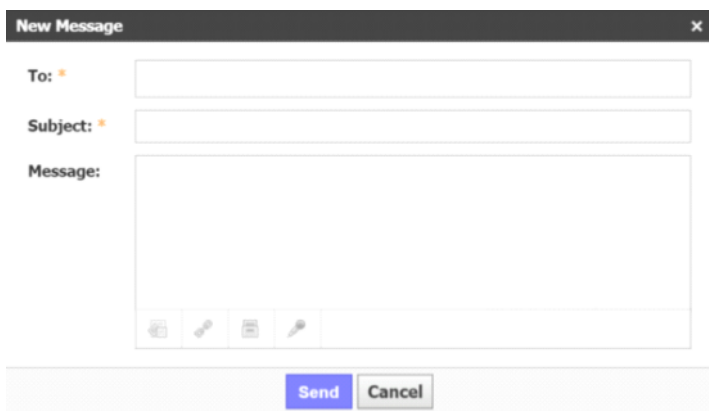 New Message ×
To: *
Subject: *
Message:
Send Cancel